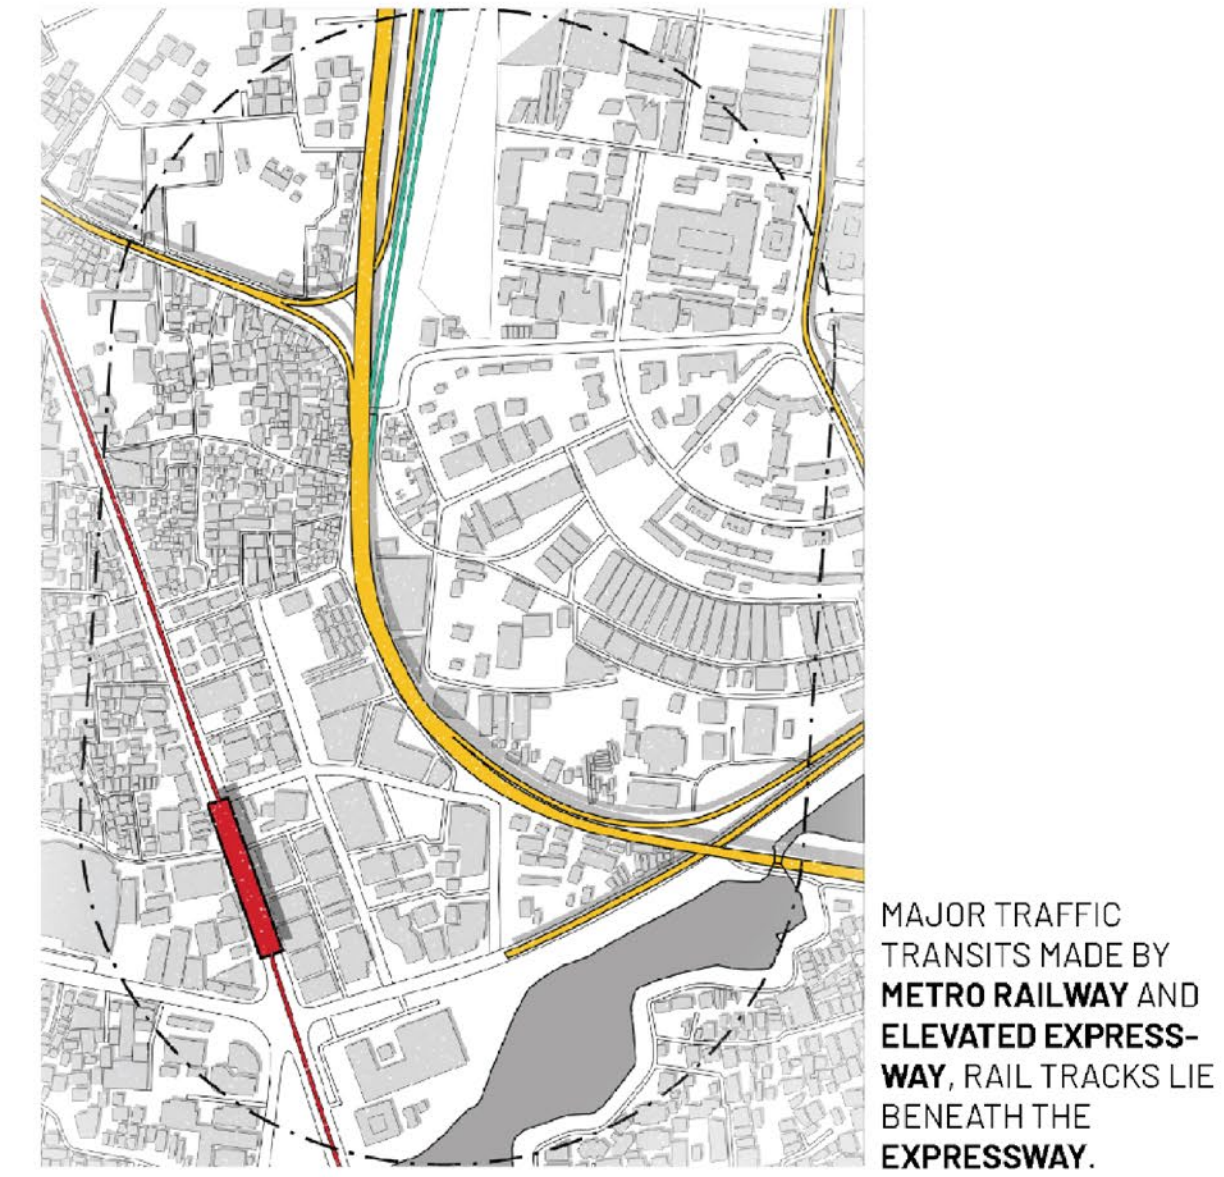 MAJOR TRAFFIC
TRANSITS MADE BY
METRO RAILWAY AND
ELEVATED EXPRESS-
WAY, RAIL TRACKS LIE
BENEATH THE
EXPRESSWAY.